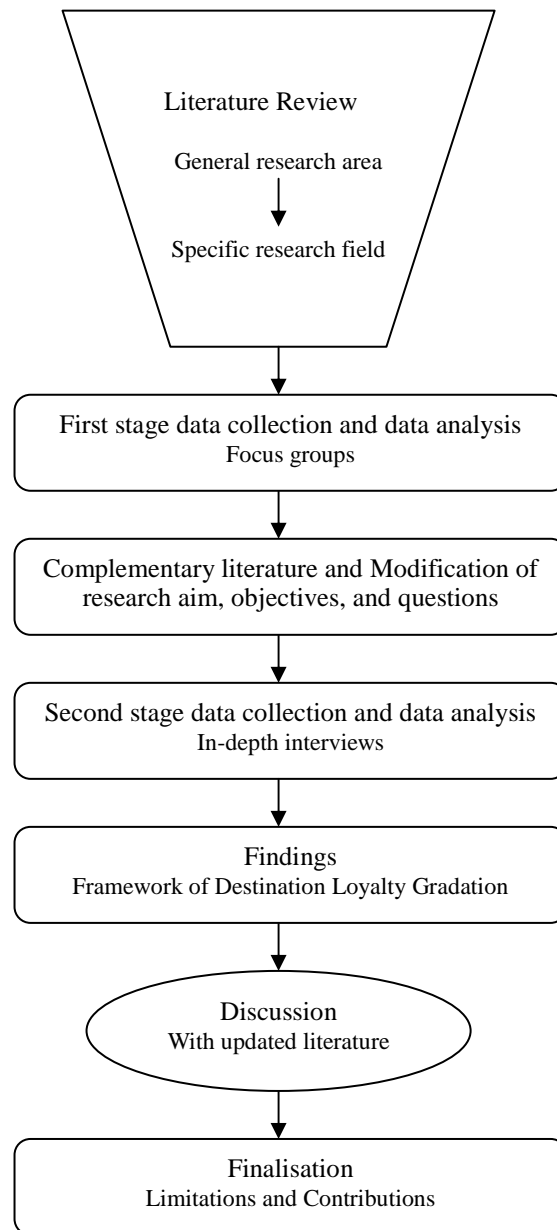 Literature Review
General research area
Specific research field
First stage data collection and data analysis
Focus groups
Complementary literature and Modification of
research aim, objectives, and questions
Second stage data collection and data analysis
In-depth interviews
Findings
Framework of Destination Loyalty Gradation
Discussion
With updated literature
Finalisation
Limitations and Contributions